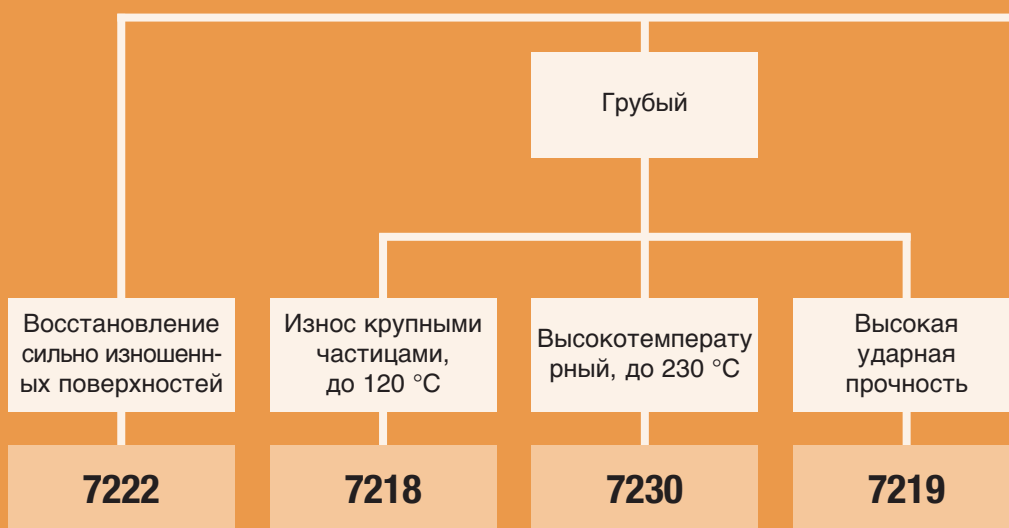 Грубый
Восстановление
сильно изношенн-
ых поверхностей
Износ крупными
частицами,
до 120 °C
Высокотемперату
рный, до 230 °C
Высокая
ударная
прочность
7222
7218
7230
7219